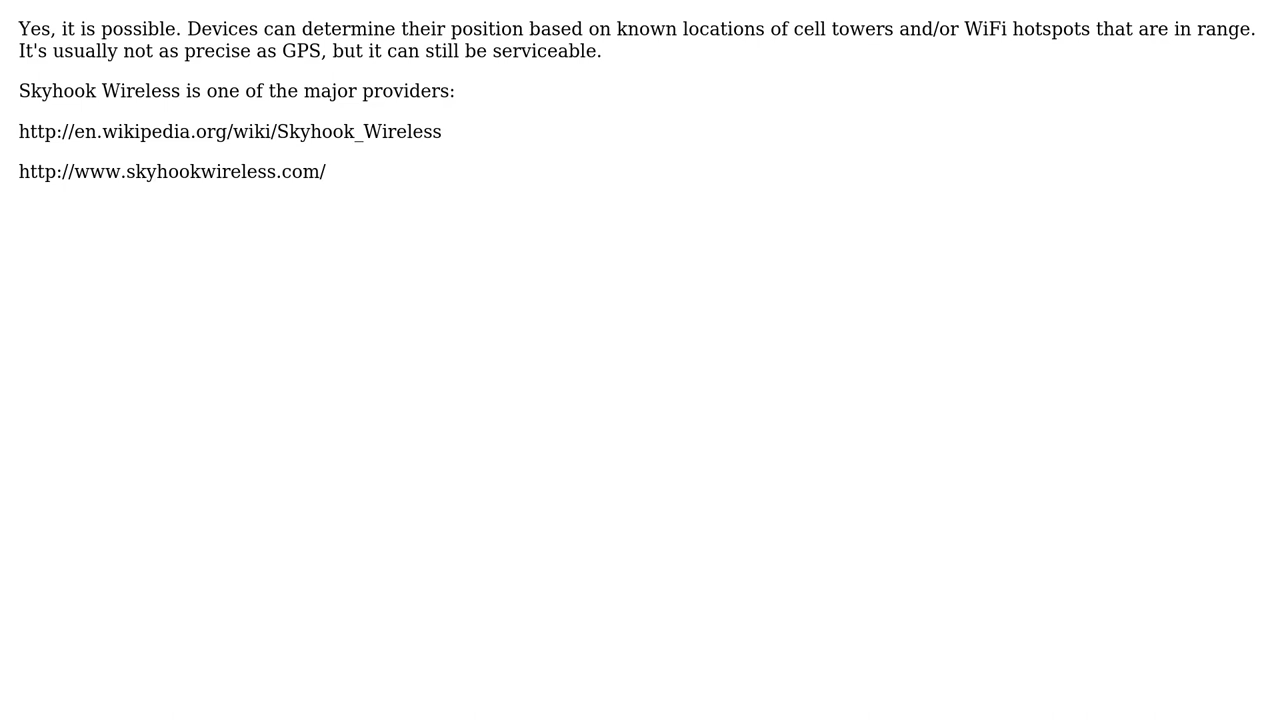 Yes, it is possible. Devices can determine their position based on known locations of cell towers and/or WiFi hotspots that are in range.
It's usually not as precise as GPS, but it can still be serviceable.
Skyhook Wireless is one of the major providers:
http://en.wikipedia.org/wiki/Skyhook_Wireless
http://www.skyhookwireless.com/